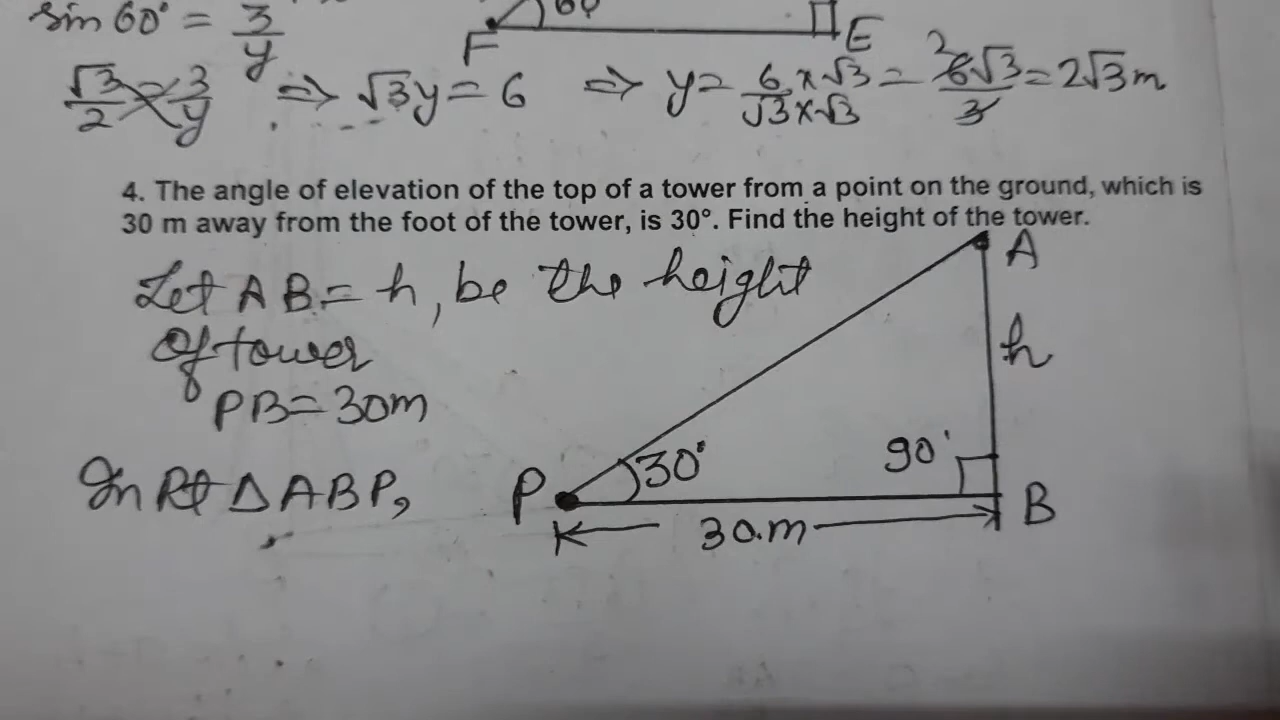 sin 60° = 3/y
F 60 E
√3/2 = 3/y ⇒ √3y = 6 ⇒ y = 6×√3/√3×√3 = 2 6√3/3 = 2√3 m
4. The angle of elevation of the top of a tower from a point on the ground, which is
30 m away from the foot of the tower, is 30°. Find the height of the tower.
Let AB = h, be the height
of tower
PB = 30m
In Rt Δ ABP,
A
h
P 30° 90° B
30.m